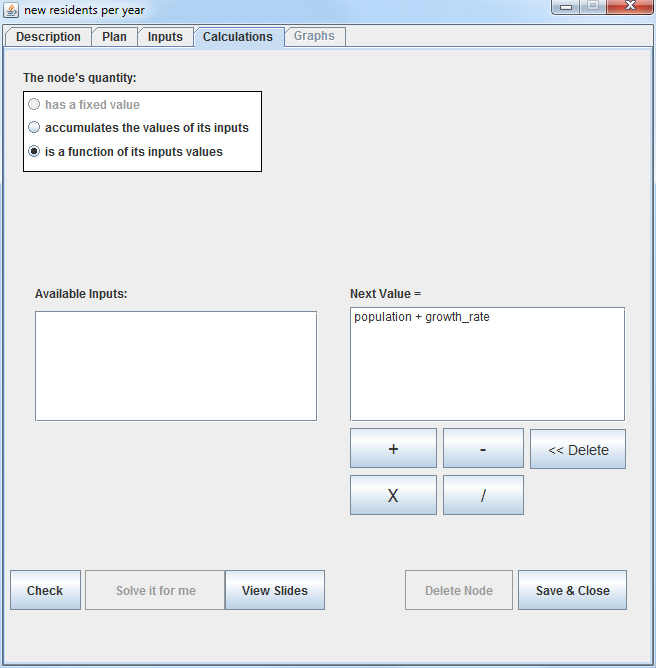 new residents per year
Description Plan Inputs Calculations Graphs
The node's quantity:
has a fixed value
accumulates the values of its inputs
is a function of its inputs values
Available Inputs:
Next Value =
population + growth_rate
+ - << Delete
X /
Check Solve it for me View Slides Delete Node Save & Close